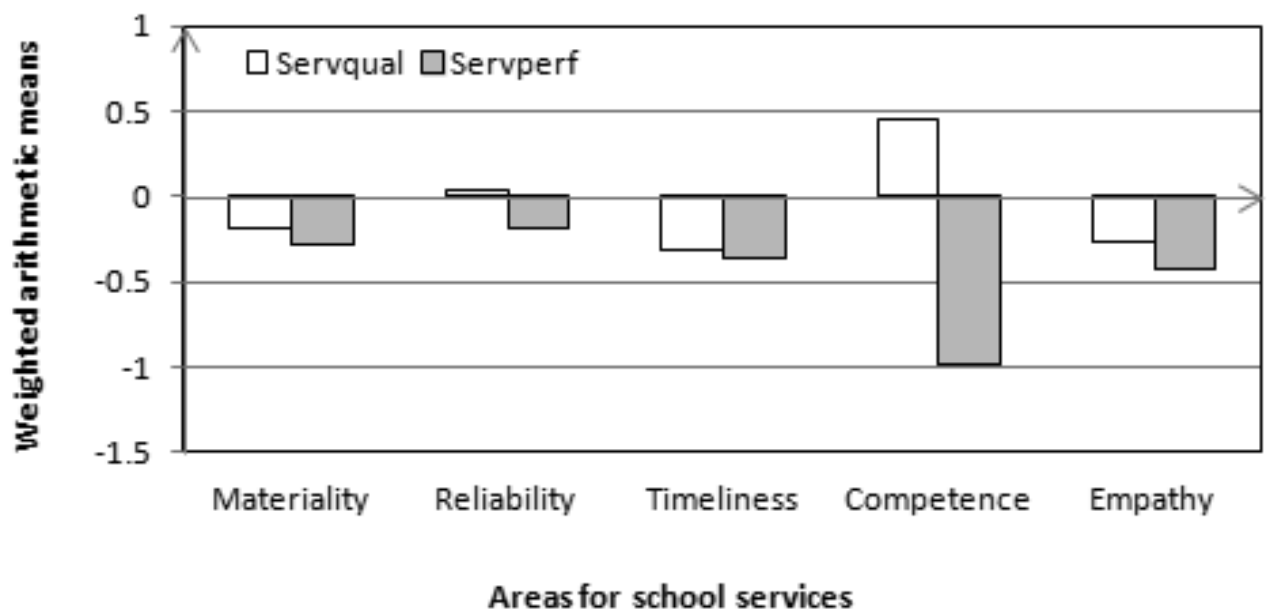 Weighted arithmetic means
1
0.5
0
-0.5
-1
-1.5
Servqual Servperf
Materiality Reliability Timeliness Competence Empathy
Areas for school services